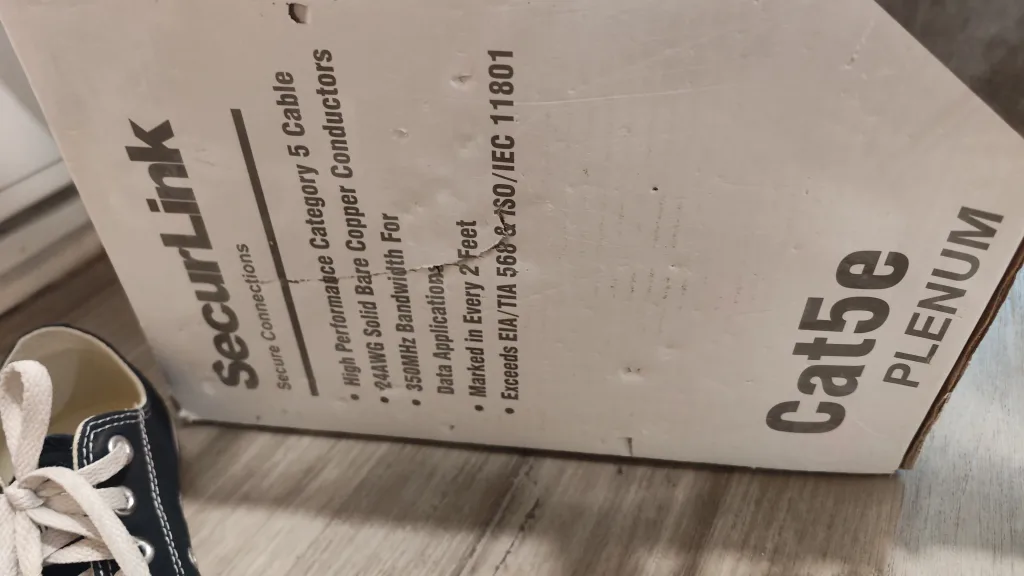 SecurLink
Secure Connections
• High Performance Category 5 Cable
• 24AWG Solid Bare Copper Conductors
• 350MHz Bandwidth For
Data Applications
• Marked in Every 2 Feet
• Exceeds EIA/TIA 568 & ISO/IEC 11801
Cat5e
PLENUM